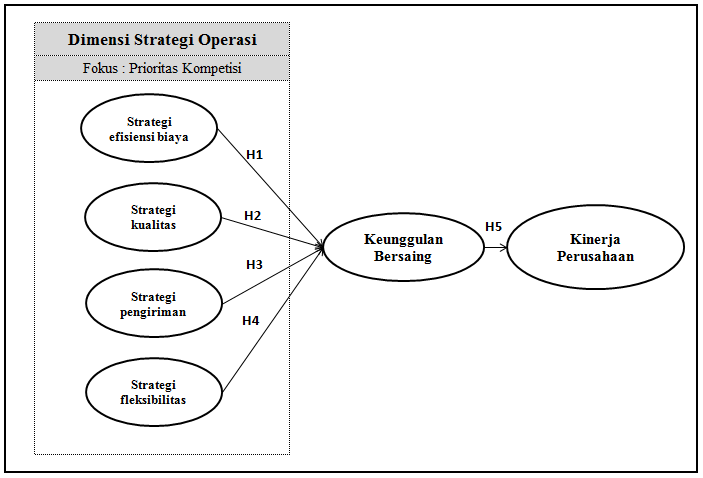 Dimensi Strategi Operasi
Fokus : Prioritas Kompetisi
Strategi
efisiensi biaya
H1
Strategi
kualitas
H2
Strategi
pengiriman
H3
Strategi
fleksibilitas
H4
Keunggulan
Bersaing
H5
Kinerja
Perusahaan